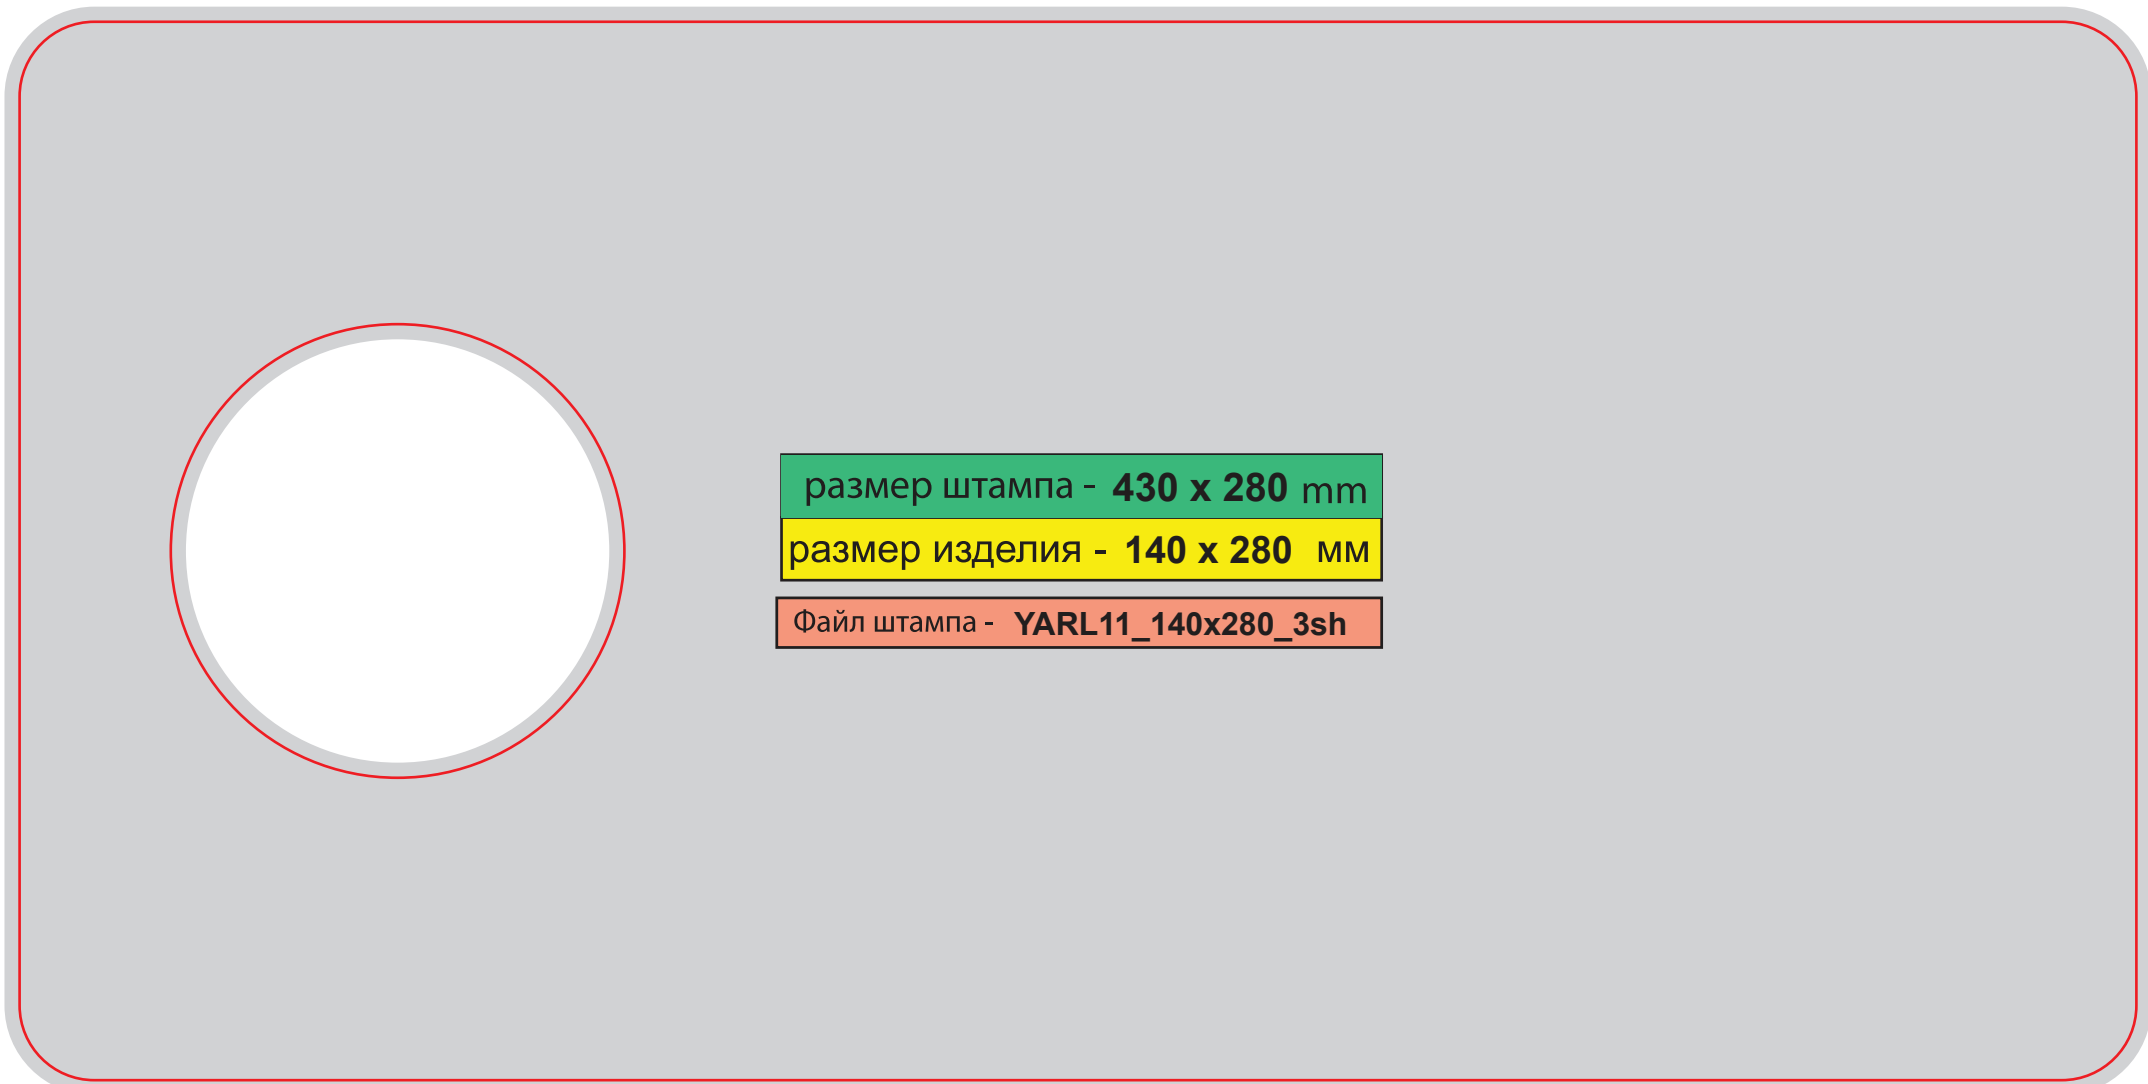 размер штампа - 430 x 280 mm
размер изделия - 140 x 280 мм
Файл штампа - YARL11_140x280_3sh